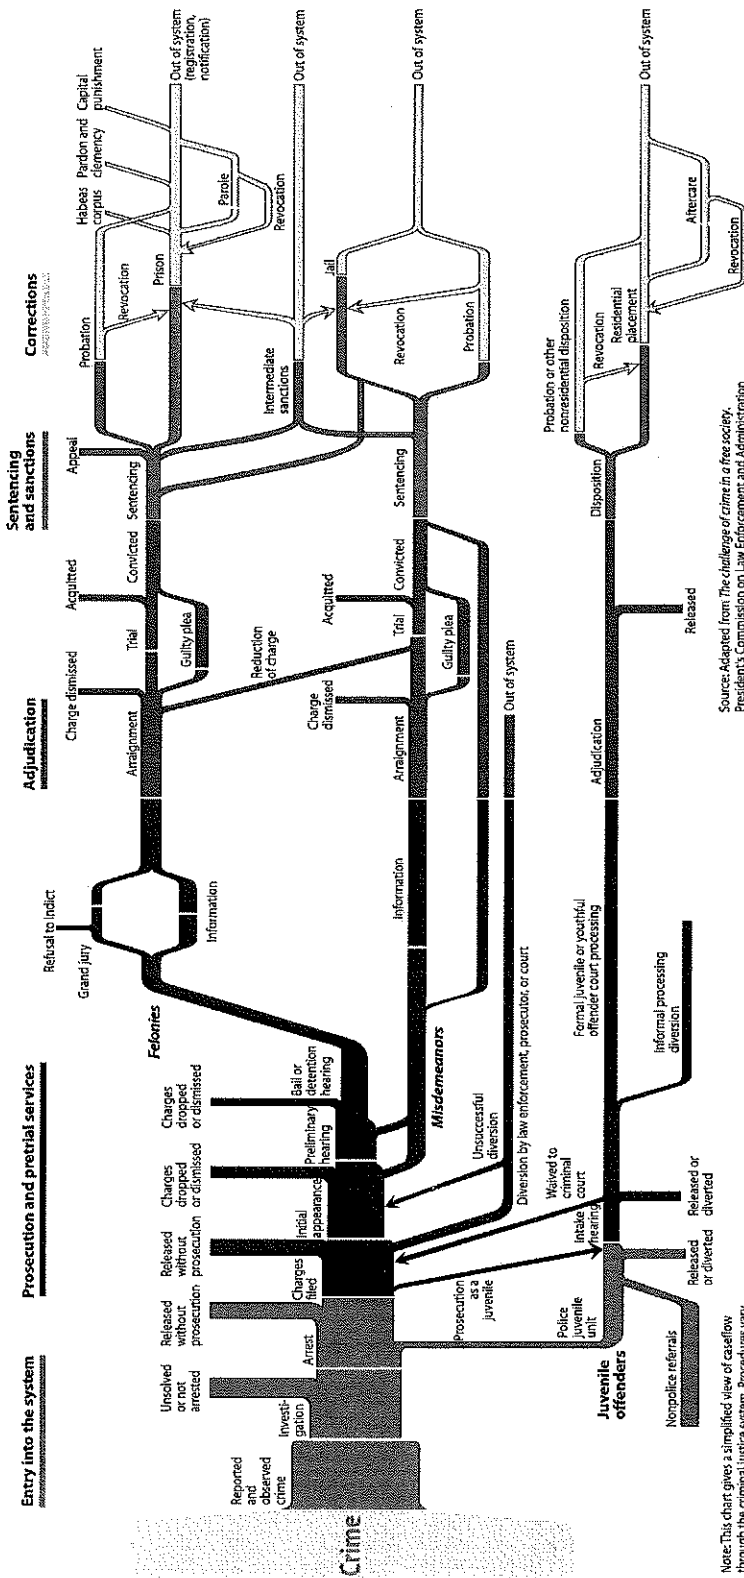 Entry into the system
Prosecution and pretrial services
Adjudication
Sentencing
and sanctions
Corrections
Crime
Reported
and
observed
crime
Investi-
gation
Unsolved
or not
arrested
Arrest
Released
without
prosecution
Charges
filed
Released
without
prosecution
Initial
appearance
Charges
dropped
or dismissed
Preliminary
hearing
Charges
dropped
or dismissed
Bail or
detention
hearing
Felonies
Refusal to indict
Grand jury
Information
Arraignment
Charge dismissed
Trial
Acquitted
Guilty plea
Convicted
Sentencing
Appeal
Probation
Revocation
Prison
Habeas
corpus
Pardon and
clemency
Capital
punishment
Parole
Revocation
Out of system
(registration,
notification)
Reduction
of charge
Intermediate
sanctions
Out of system
Misdemeanors
Information
Arraignment
Charge
dismissed
Trial
Acquitted
Guilty plea
Convicted
Sentencing
Jail
Revocation
Probation
Out of system
Unsuccessful
diversion
Diversion by law enforcement, prosecutor, or court
Out of system
Prosecution
as a
juvenile
Waived to
criminal
court
Police
juvenile
unit
Juvenile
offenders
Nonpolice referrals
Released
or diverted
Intake
hearing
Released or
diverted
Formal juvenile or youthful
offender court processing
Informal processing
diversion
Adjudication
Released
Disposition
Probation or other
nonresidential disposition
Revocation
Residential
placement
Aftercare
Revocation
Out of system
Note: This chart gives a simplified view of caseflow
through the criminal justice system. Procedures vary
Source: Adapted from The challenge of crime in a free society.
President's Commission on Law Enforcement and Administration